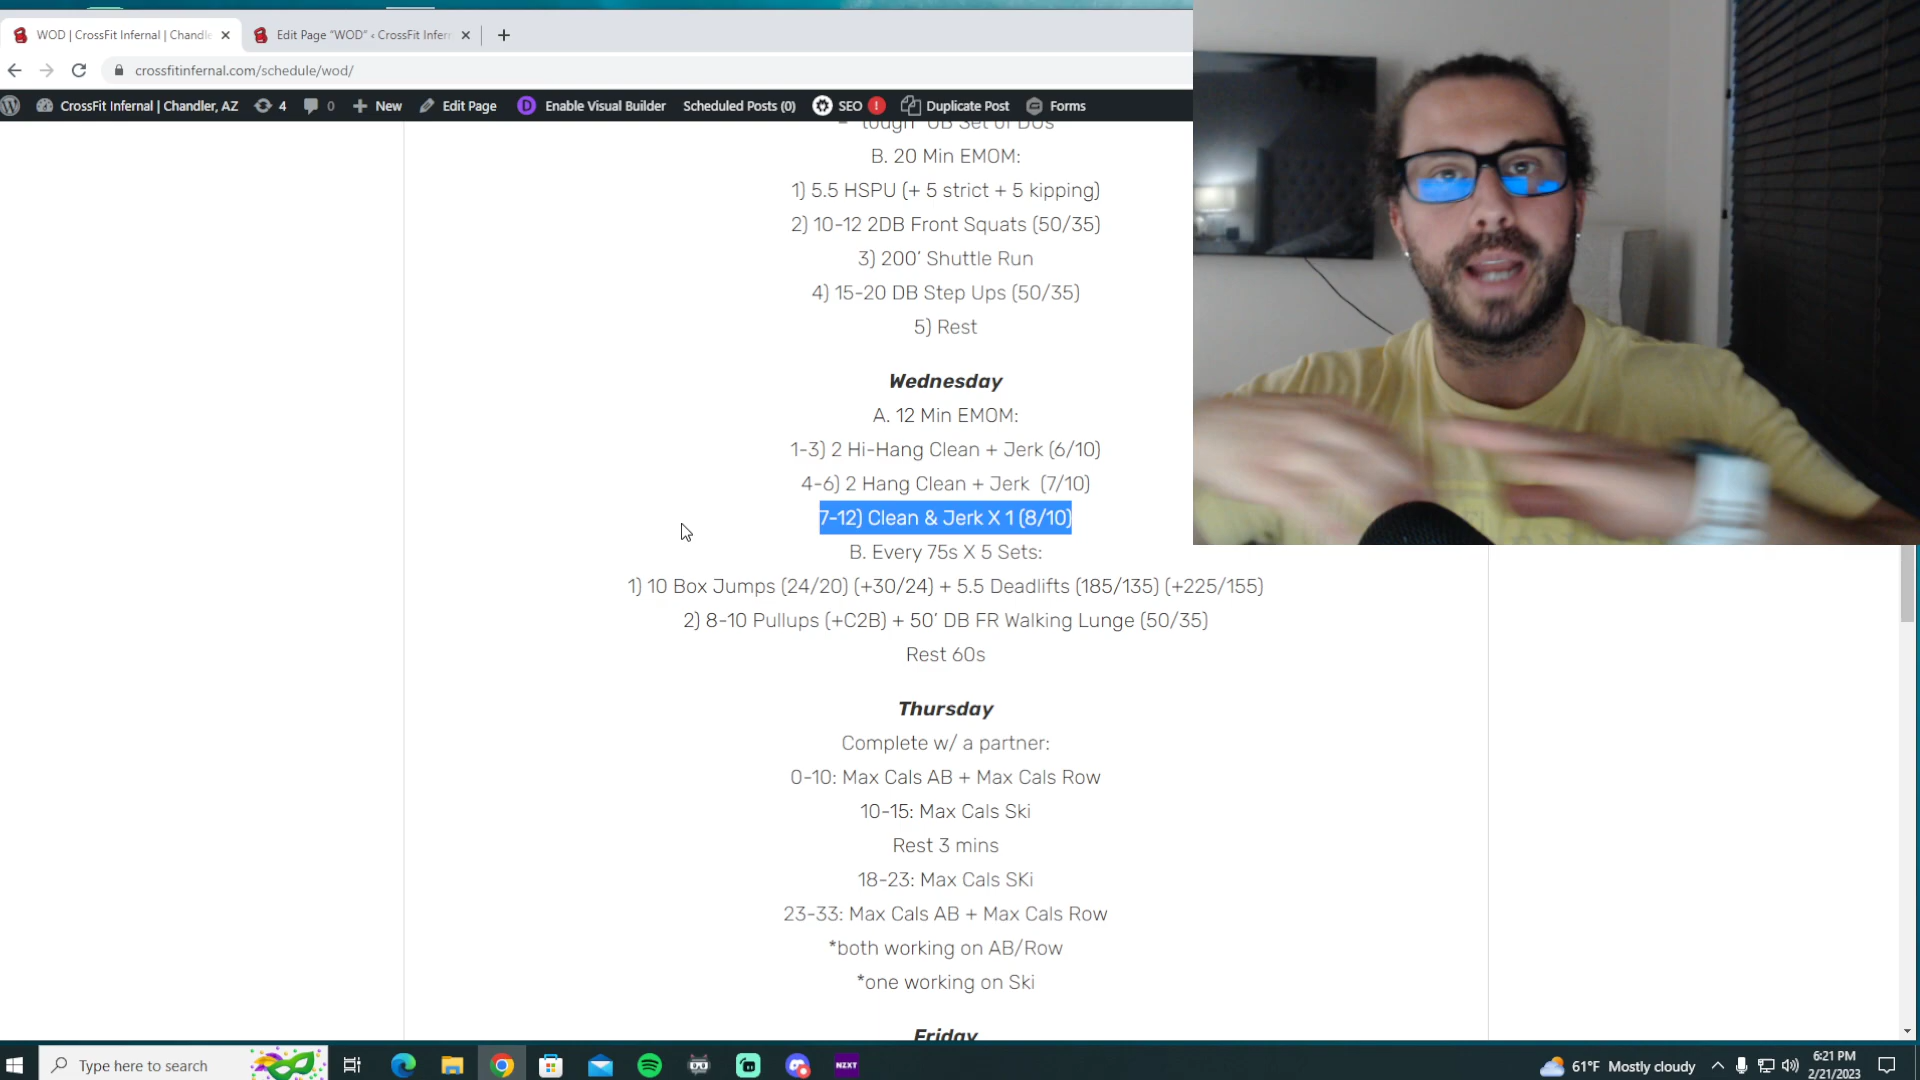 WOD | CrossFit Infernal | Chandle
Edit Page "WOD" ‹ CrossFit Infern
crossfitinfernal.com/schedule/wod/
CrossFit Infernal | Chandler, AZ 4 0 New Edit Page D Enable Visual Builder Scheduled Posts (0) SEO ! Duplicate Post Forms
– "tough" UB Set of DUs
B. 20 Min EMOM:
1) 5.5 HSPU (+ 5 strict + 5 kipping)
2) 10-12 2DB Front Squats (50/35)
3) 200' Shuttle Run
4) 15-20 DB Step Ups (50/35)
5) Rest
Wednesday
A. 12 Min EMOM:
1-3) 2 Hi-Hang Clean + Jerk (6/10)
4-6) 2 Hang Clean + Jerk (7/10)
7-12) Clean & Jerk X 1 (8/10)
B. Every 75s X 5 Sets:
1) 10 Box Jumps (24/20) (+30/24) + 5.5 Deadlifts (185/135) (+225/155)
2) 8-10 Pullups (+C2B) + 50' DB FR Walking Lunge (50/35)
Rest 60s
Thursday
Complete w/ a partner:
0-10: Max Cals AB + Max Cals Row
10-15: Max Cals Ski
Rest 3 mins
18-23: Max Cals SKi
23-33: Max Cals AB + Max Cals Row
*both working on AB/Row
*one working on Ski
Friday
Type here to search
NZXT
61°F Mostly cloudy
6:21 PM
2/21/2023